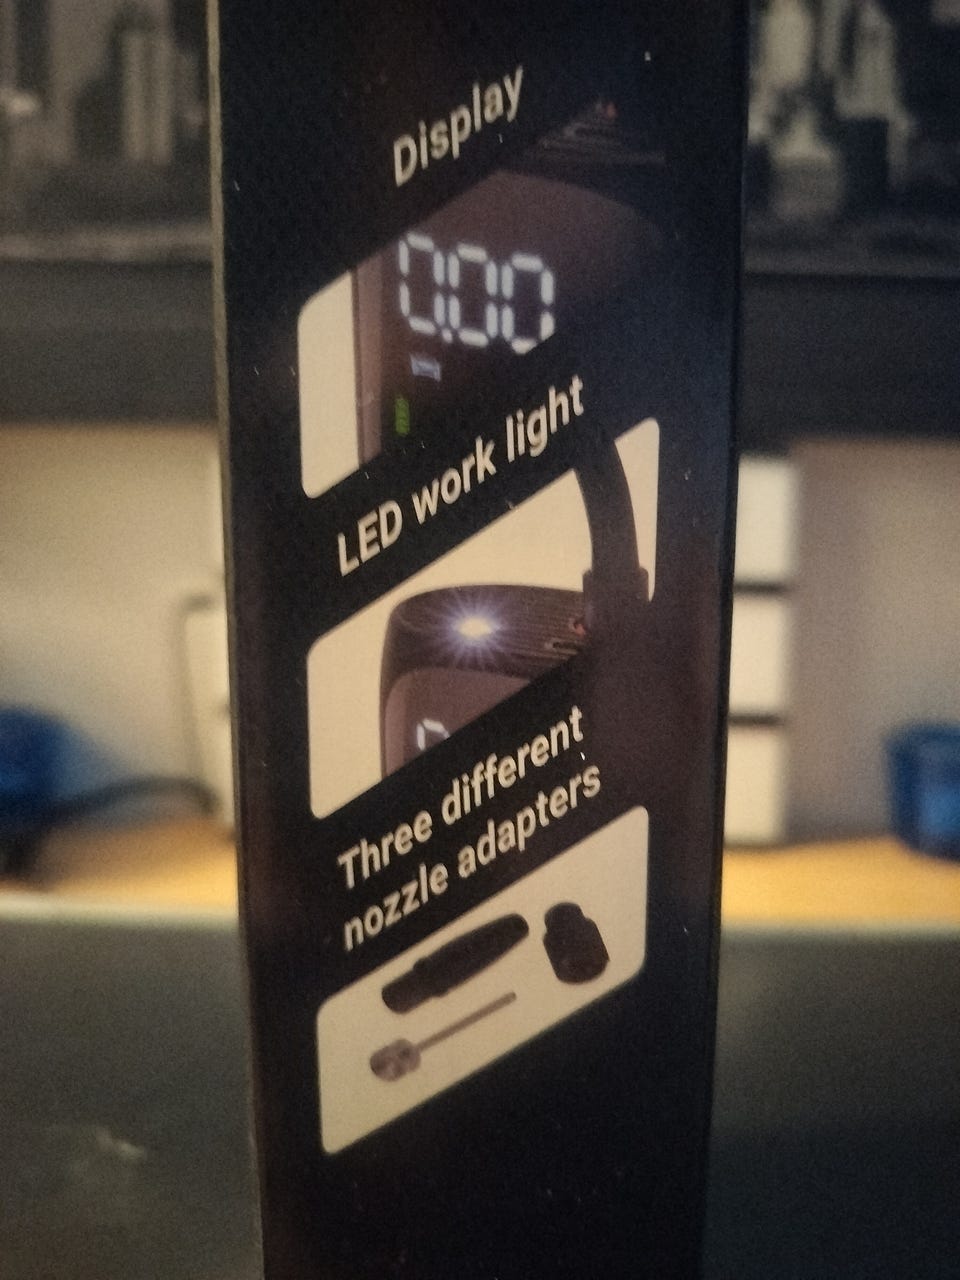 Display
0.00
LED work light
Three different
nozzle adapters